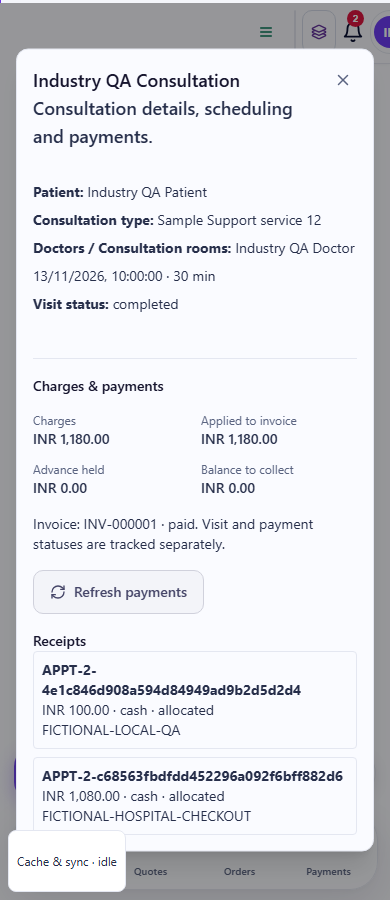 2
Industry QA Consultation
Consultation details, scheduling
and payments.
Patient: Industry QA Patient
Consultation type: Sample Support service 12
Doctors / Consultation rooms: Industry QA Doctor
13/11/2026, 10:00:00 · 30 min
Visit status: completed
Charges & payments
Charges
INR 1,180.00
Applied to invoice
INR 1,180.00
Advance held
INR 0.00
Balance to collect
INR 0.00
Invoice: INV-000001 · paid. Visit and payment
statuses are tracked separately.
Refresh payments
Receipts
APPT-2-
4e1c846d908a594d84949ad9b2d5d2d4
INR 100.00 · cash · allocated
FICTIONAL-LOCAL-QA
APPT-2-c68563fbdfdd452296a092f6bff882d6
INR 1,080.00 · cash · allocated
FICTIONAL-HOSPITAL-CHECKOUT
Cache & sync · idle
Quotes
Orders
Payments